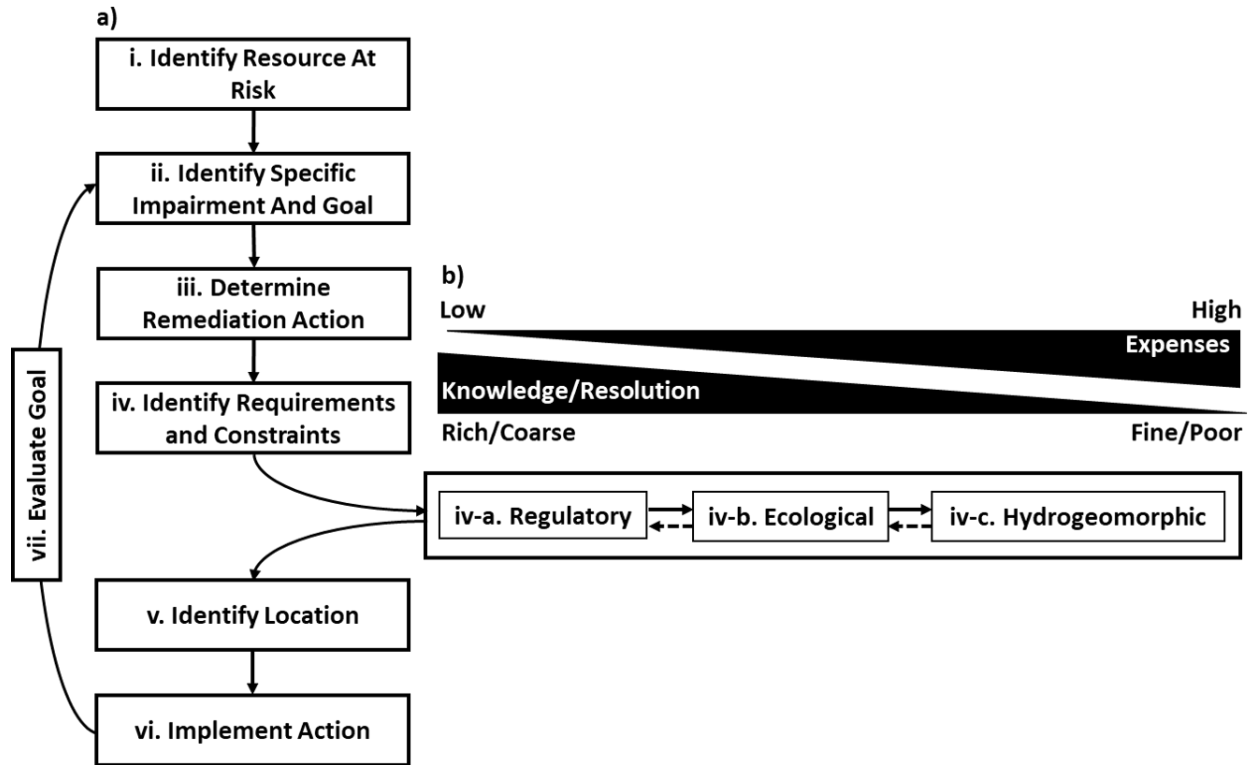 a)
i. Identify Resource At
Risk
ii. Identify Specific
Impairment And Goal
iii. Determine
Remediation Action
iv. Identify Requirements
and Constraints
v. Identify Location
vi. Implement Action
vii. Evaluate Goal
b)
Low
High
Expenses
Knowledge/Resolution
Rich/Coarse
Fine/Poor
iv-a. Regulatory
iv-b. Ecological
iv-c. Hydrogeomorphic